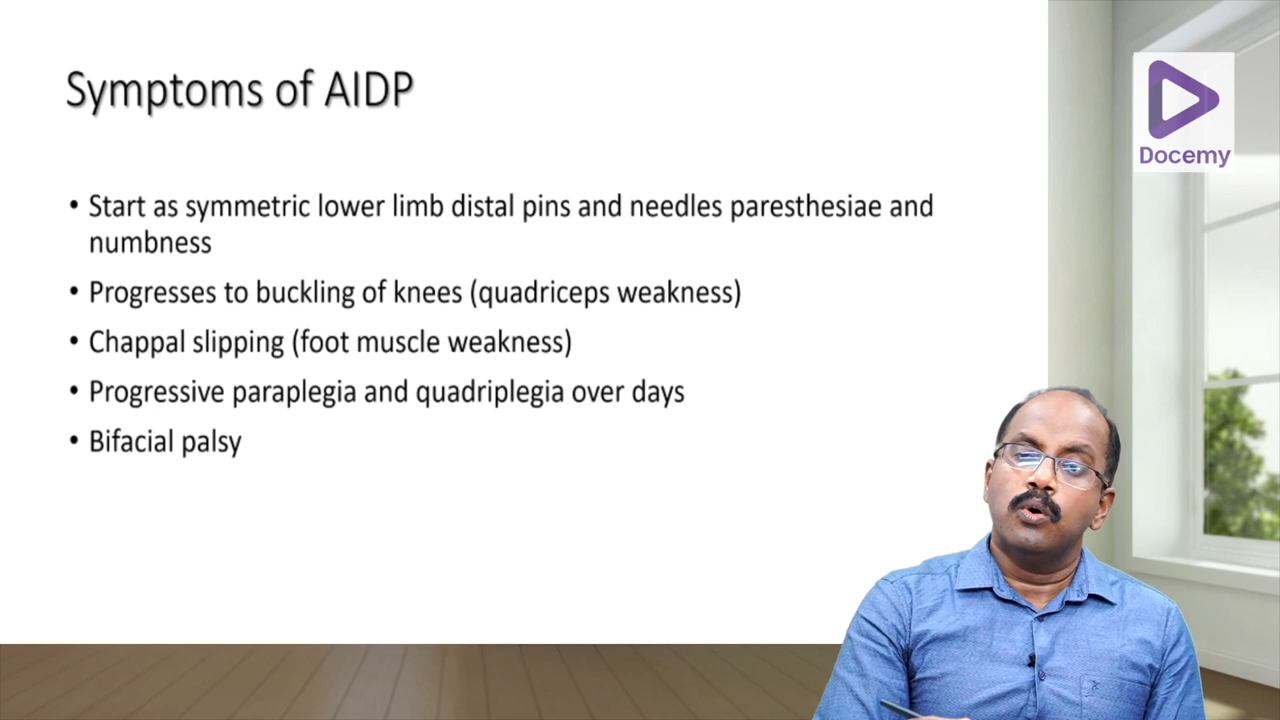 Symptoms of AIDP
Docemy
• Start as symmetric lower limb distal pins and needles paresthesiae and
numbness
• Progresses to buckling of knees (quadriceps weakness)
• Chappal slipping (foot muscle weakness)
• Progressive paraplegia and quadriplegia over days
• Bifacial palsy